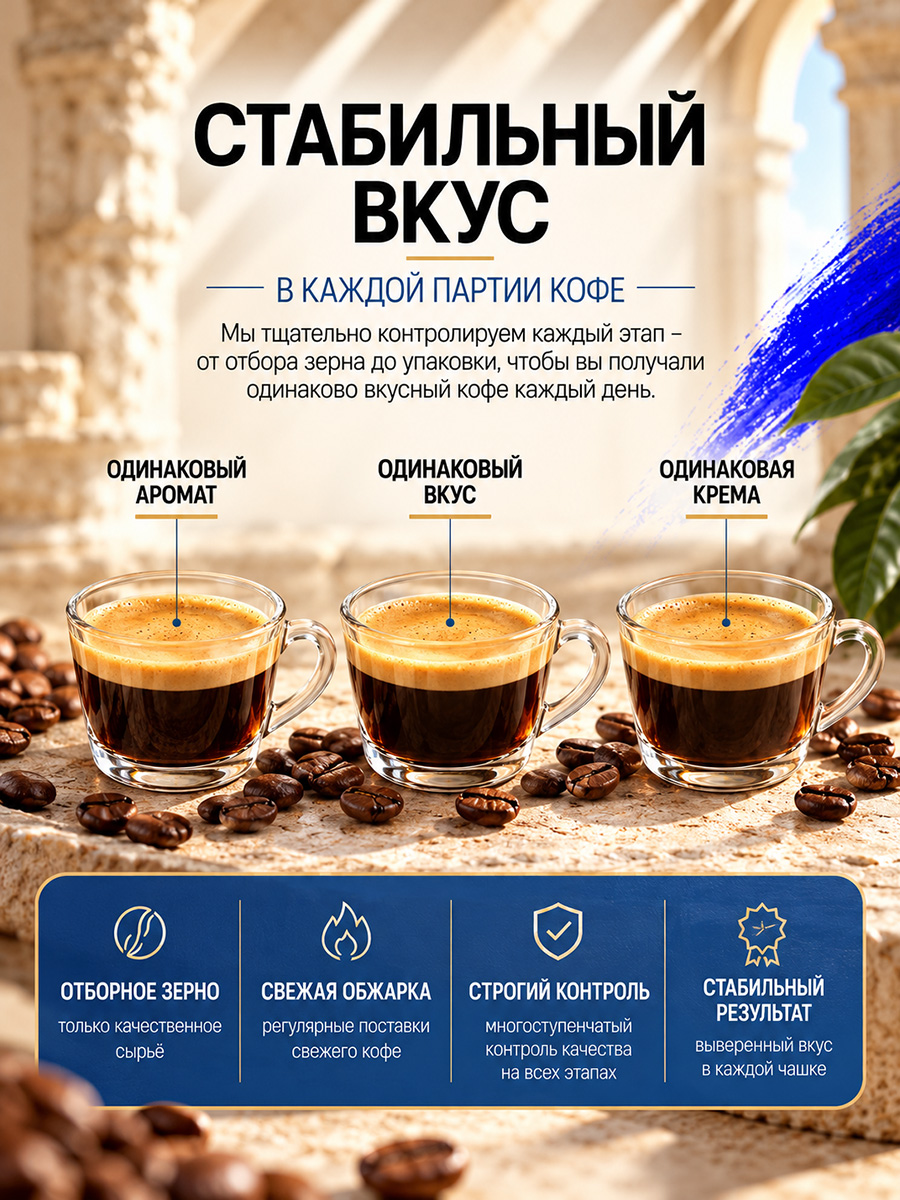 СТАБИЛЬНЫЙ
ВКУС
В КАЖДОЙ ПАРТИИ КОФЕ
Мы тщательно контролируем каждый этап –
от отбора зерна до упаковки, чтобы вы получали
одинаково вкусный кофе каждый день.
ОДИНАКОВЫЙ
АРОМАТ
ОДИНАКОВЫЙ
ВКУС
ОДИНАКОВАЯ
КРЕМА
ОТБОРНОЕ ЗЕРНО
только качественное
сырьё
СВЕЖАЯ ОБЖАРКА
регулярные поставки
свежего кофе
СТРОГИЙ КОНТРОЛЬ
многоступенчатый
контроль качества
на всех этапах
СТАБИЛЬНЫЙ
РЕЗУЛЬТАТ
выверенный вкус
в каждой чашке